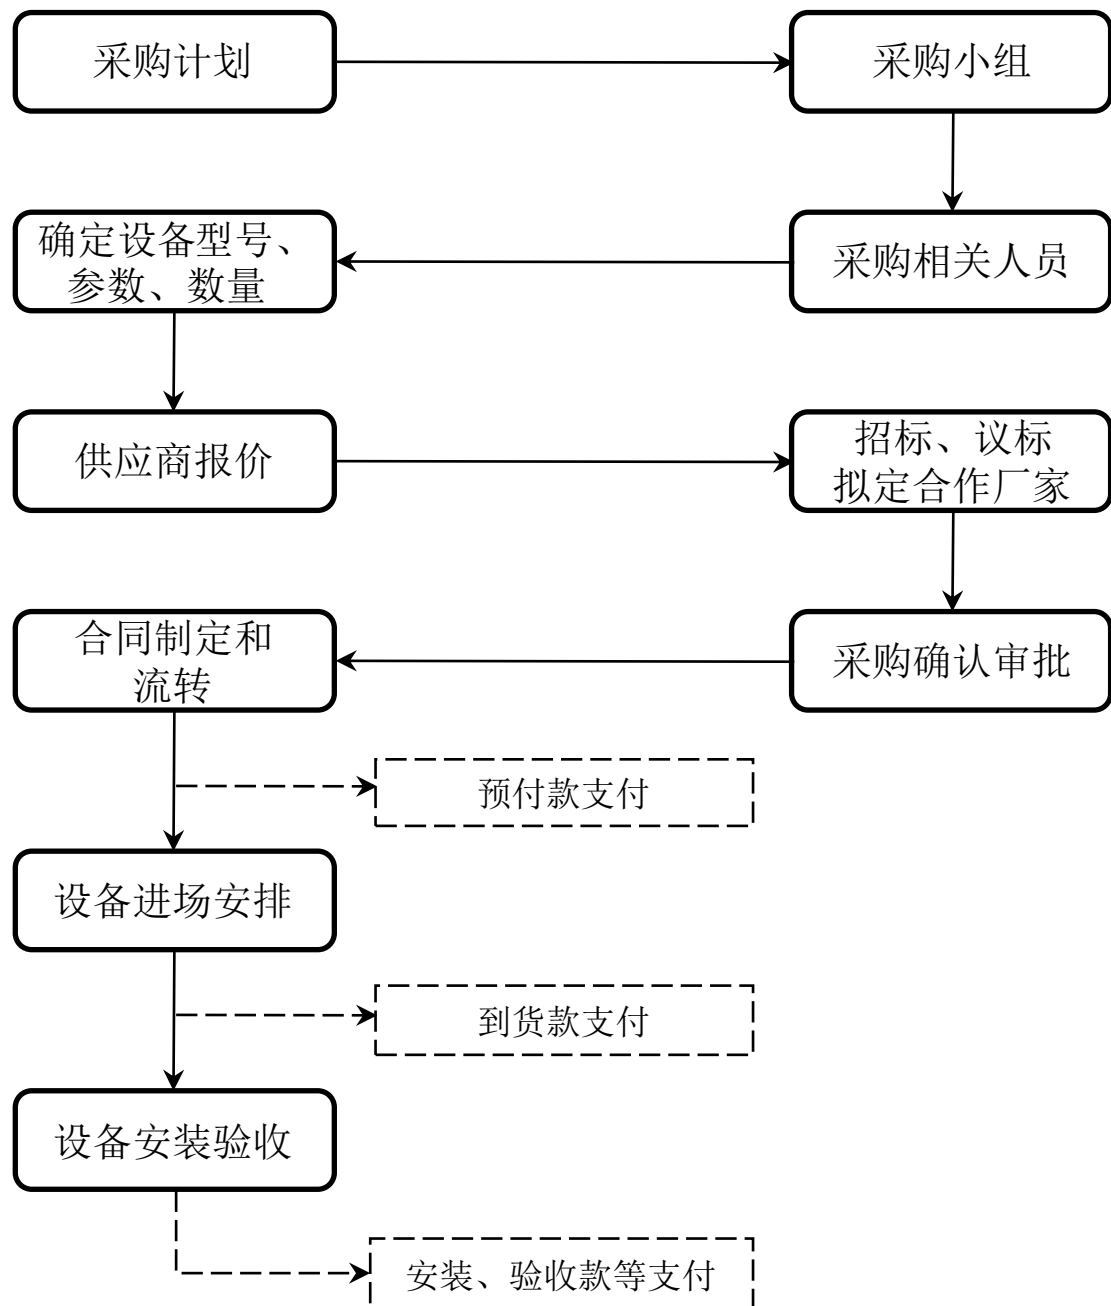 采购计划
采购小组
采购相关人员
确定设备型号、
参数、数量
供应商报价
招标、议标
拟定合作厂家
采购确认审批
合同制定和
流转
预付款支付
设备进场安排
到货款支付
设备安装验收
安装、验收款等支付